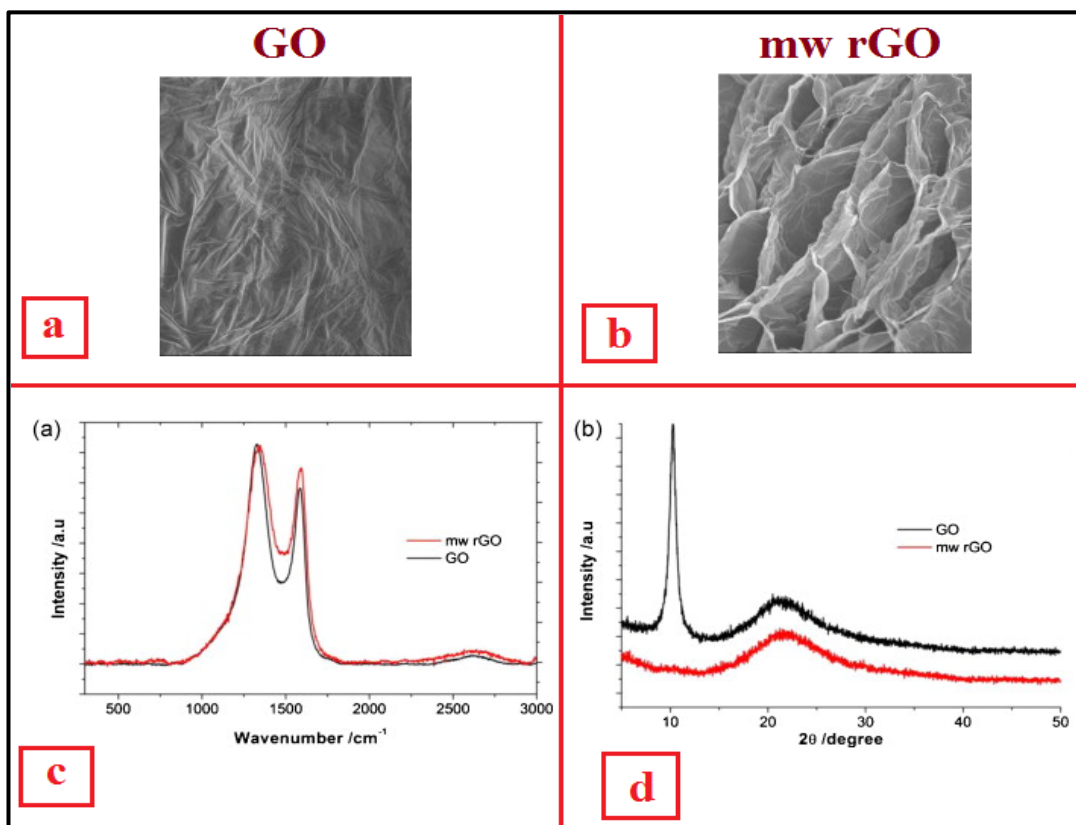 GO
mw rGO
a
b
(a)
Intensity /a.u
mw rGO
GO
500
1000
1500
2000
2500
3000
Wavenumber /cm⁻¹
c
(b)
Intensity /a.u
GO
mw rGO
10
20
30
40
50
2θ /degree
d